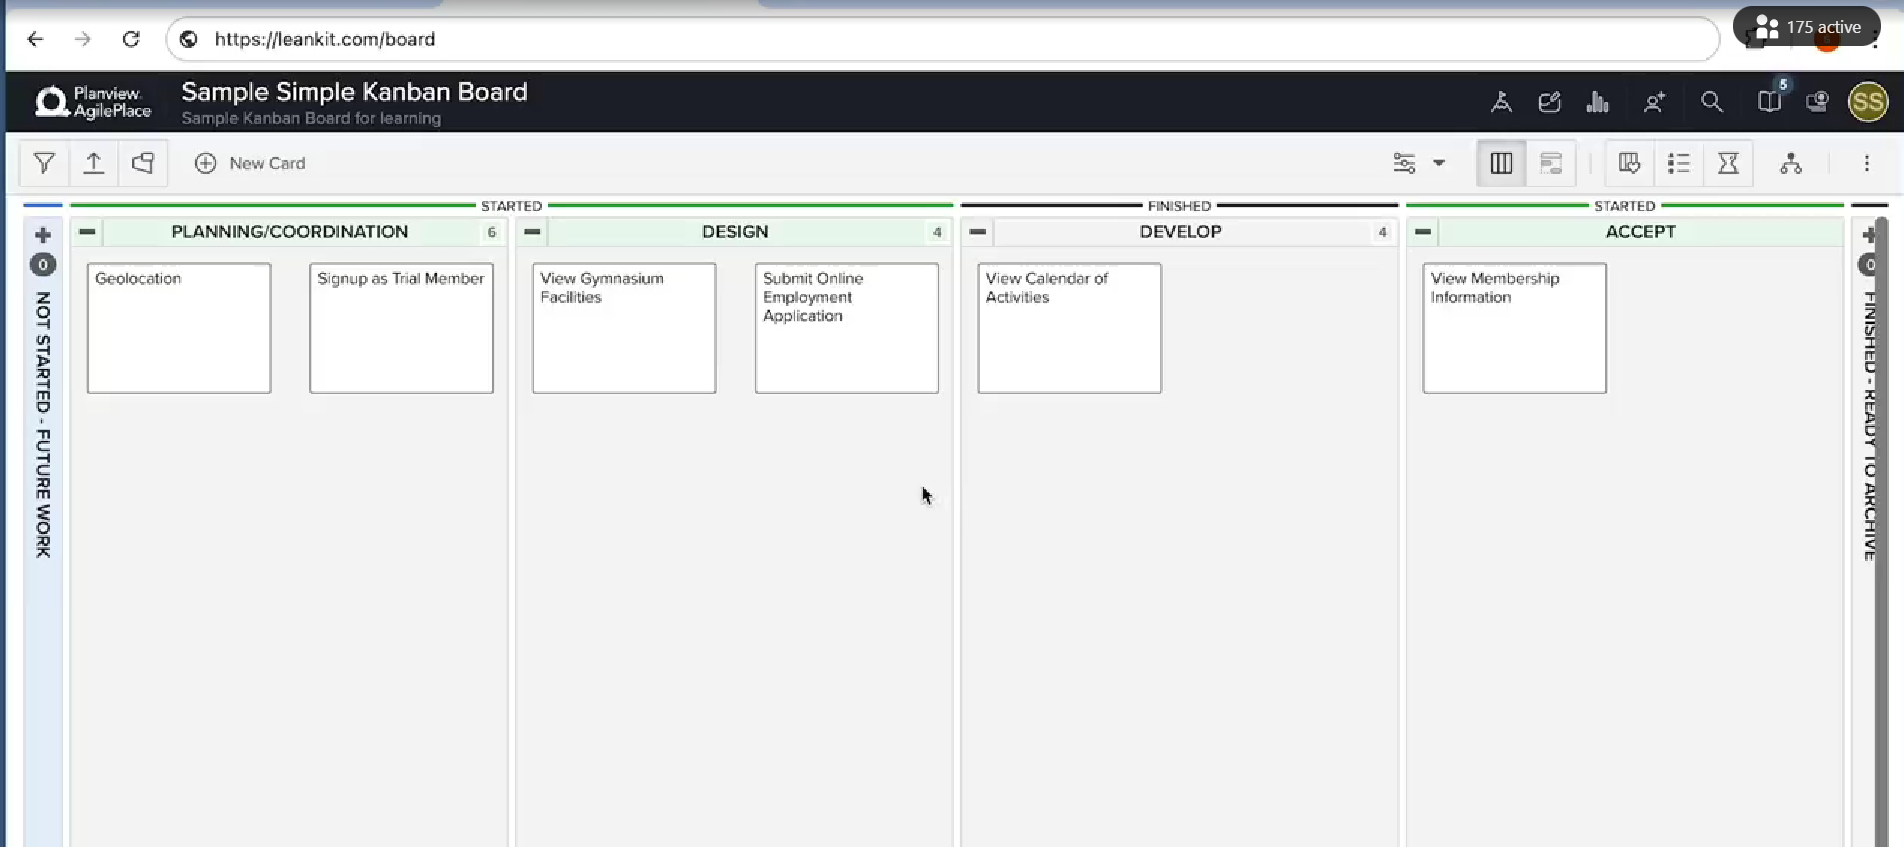 https://leankit.com/board
175 active
Planview
AgilePlace
Sample Simple Kanban Board
Sample Kanban Board for learning
5
SS
New Card
STARTED
FINISHED
STARTED
0
NOT STARTED - FUTURE WORK
PLANNING/COORDINATION
6
Geolocation
Signup as Trial Member
DESIGN
4
View Gymnasium
Facilities
Submit Online
Employment
Application
DEVELOP
4
View Calendar of
Activities
ACCEPT
View Membership
Information
0
FINISHED - READY TO ARCHIVE